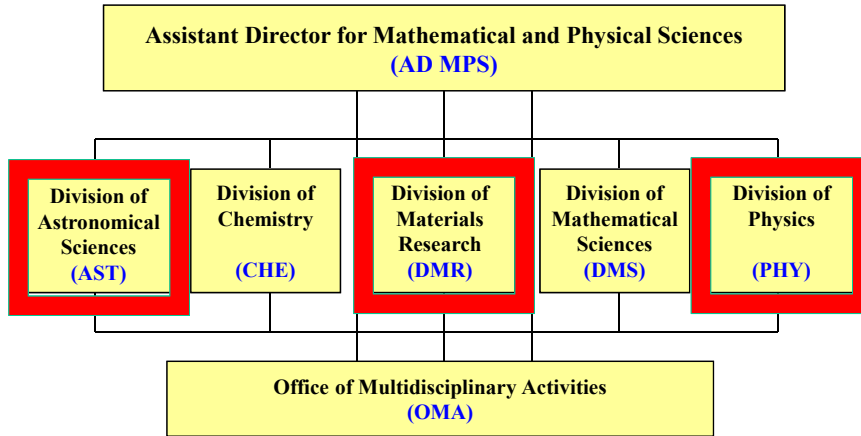 Assistant Director for Mathematical and Physical Sciences
(AD MPS)
Division of
Astronomical
Sciences
(AST)
Division of
Chemistry
(CHE)
Division of
Materials
Research
(DMR)
Division of
Mathematical
Sciences
(DMS)
Division of
Physics
(PHY)
Office of Multidisciplinary Activities
(OMA)